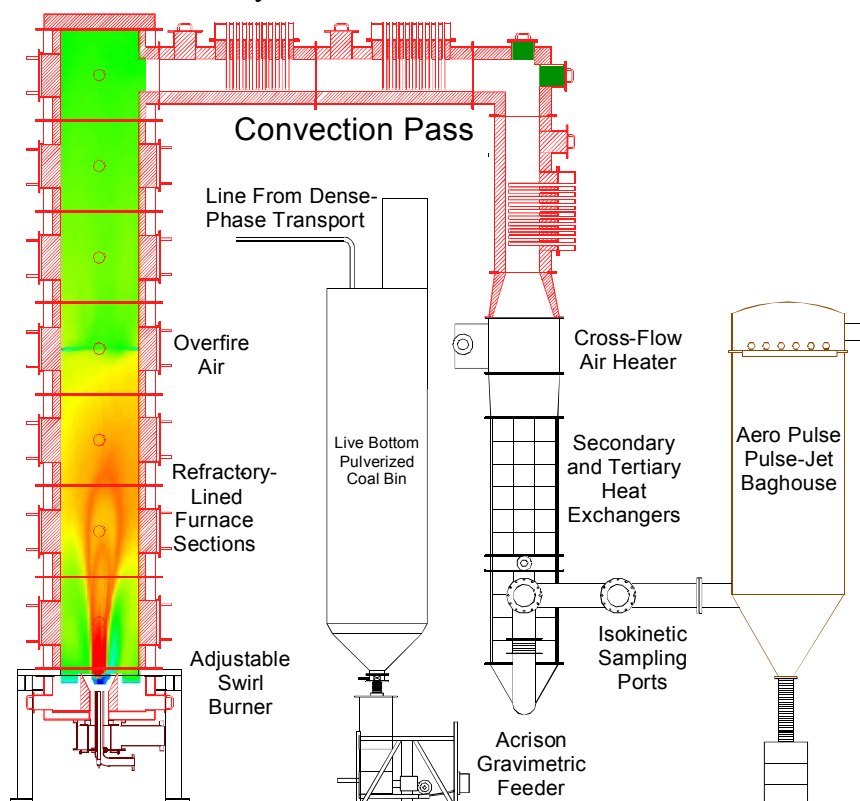 Convection Pass
Line From Dense-
Phase Transport
Overfire
Air
Cross-Flow
Air Heater
Live Bottom
Pulverized
Coal Bin
Aero Pulse
Pulse-Jet
Baghouse
Secondary
and Tertiary
Heat
Exchangers
Refractory-
Lined
Furnace
Sections
Isokinetic
Sampling
Ports
Adjustable
Swirl
Burner
Acrison
Gravimetric
Feeder